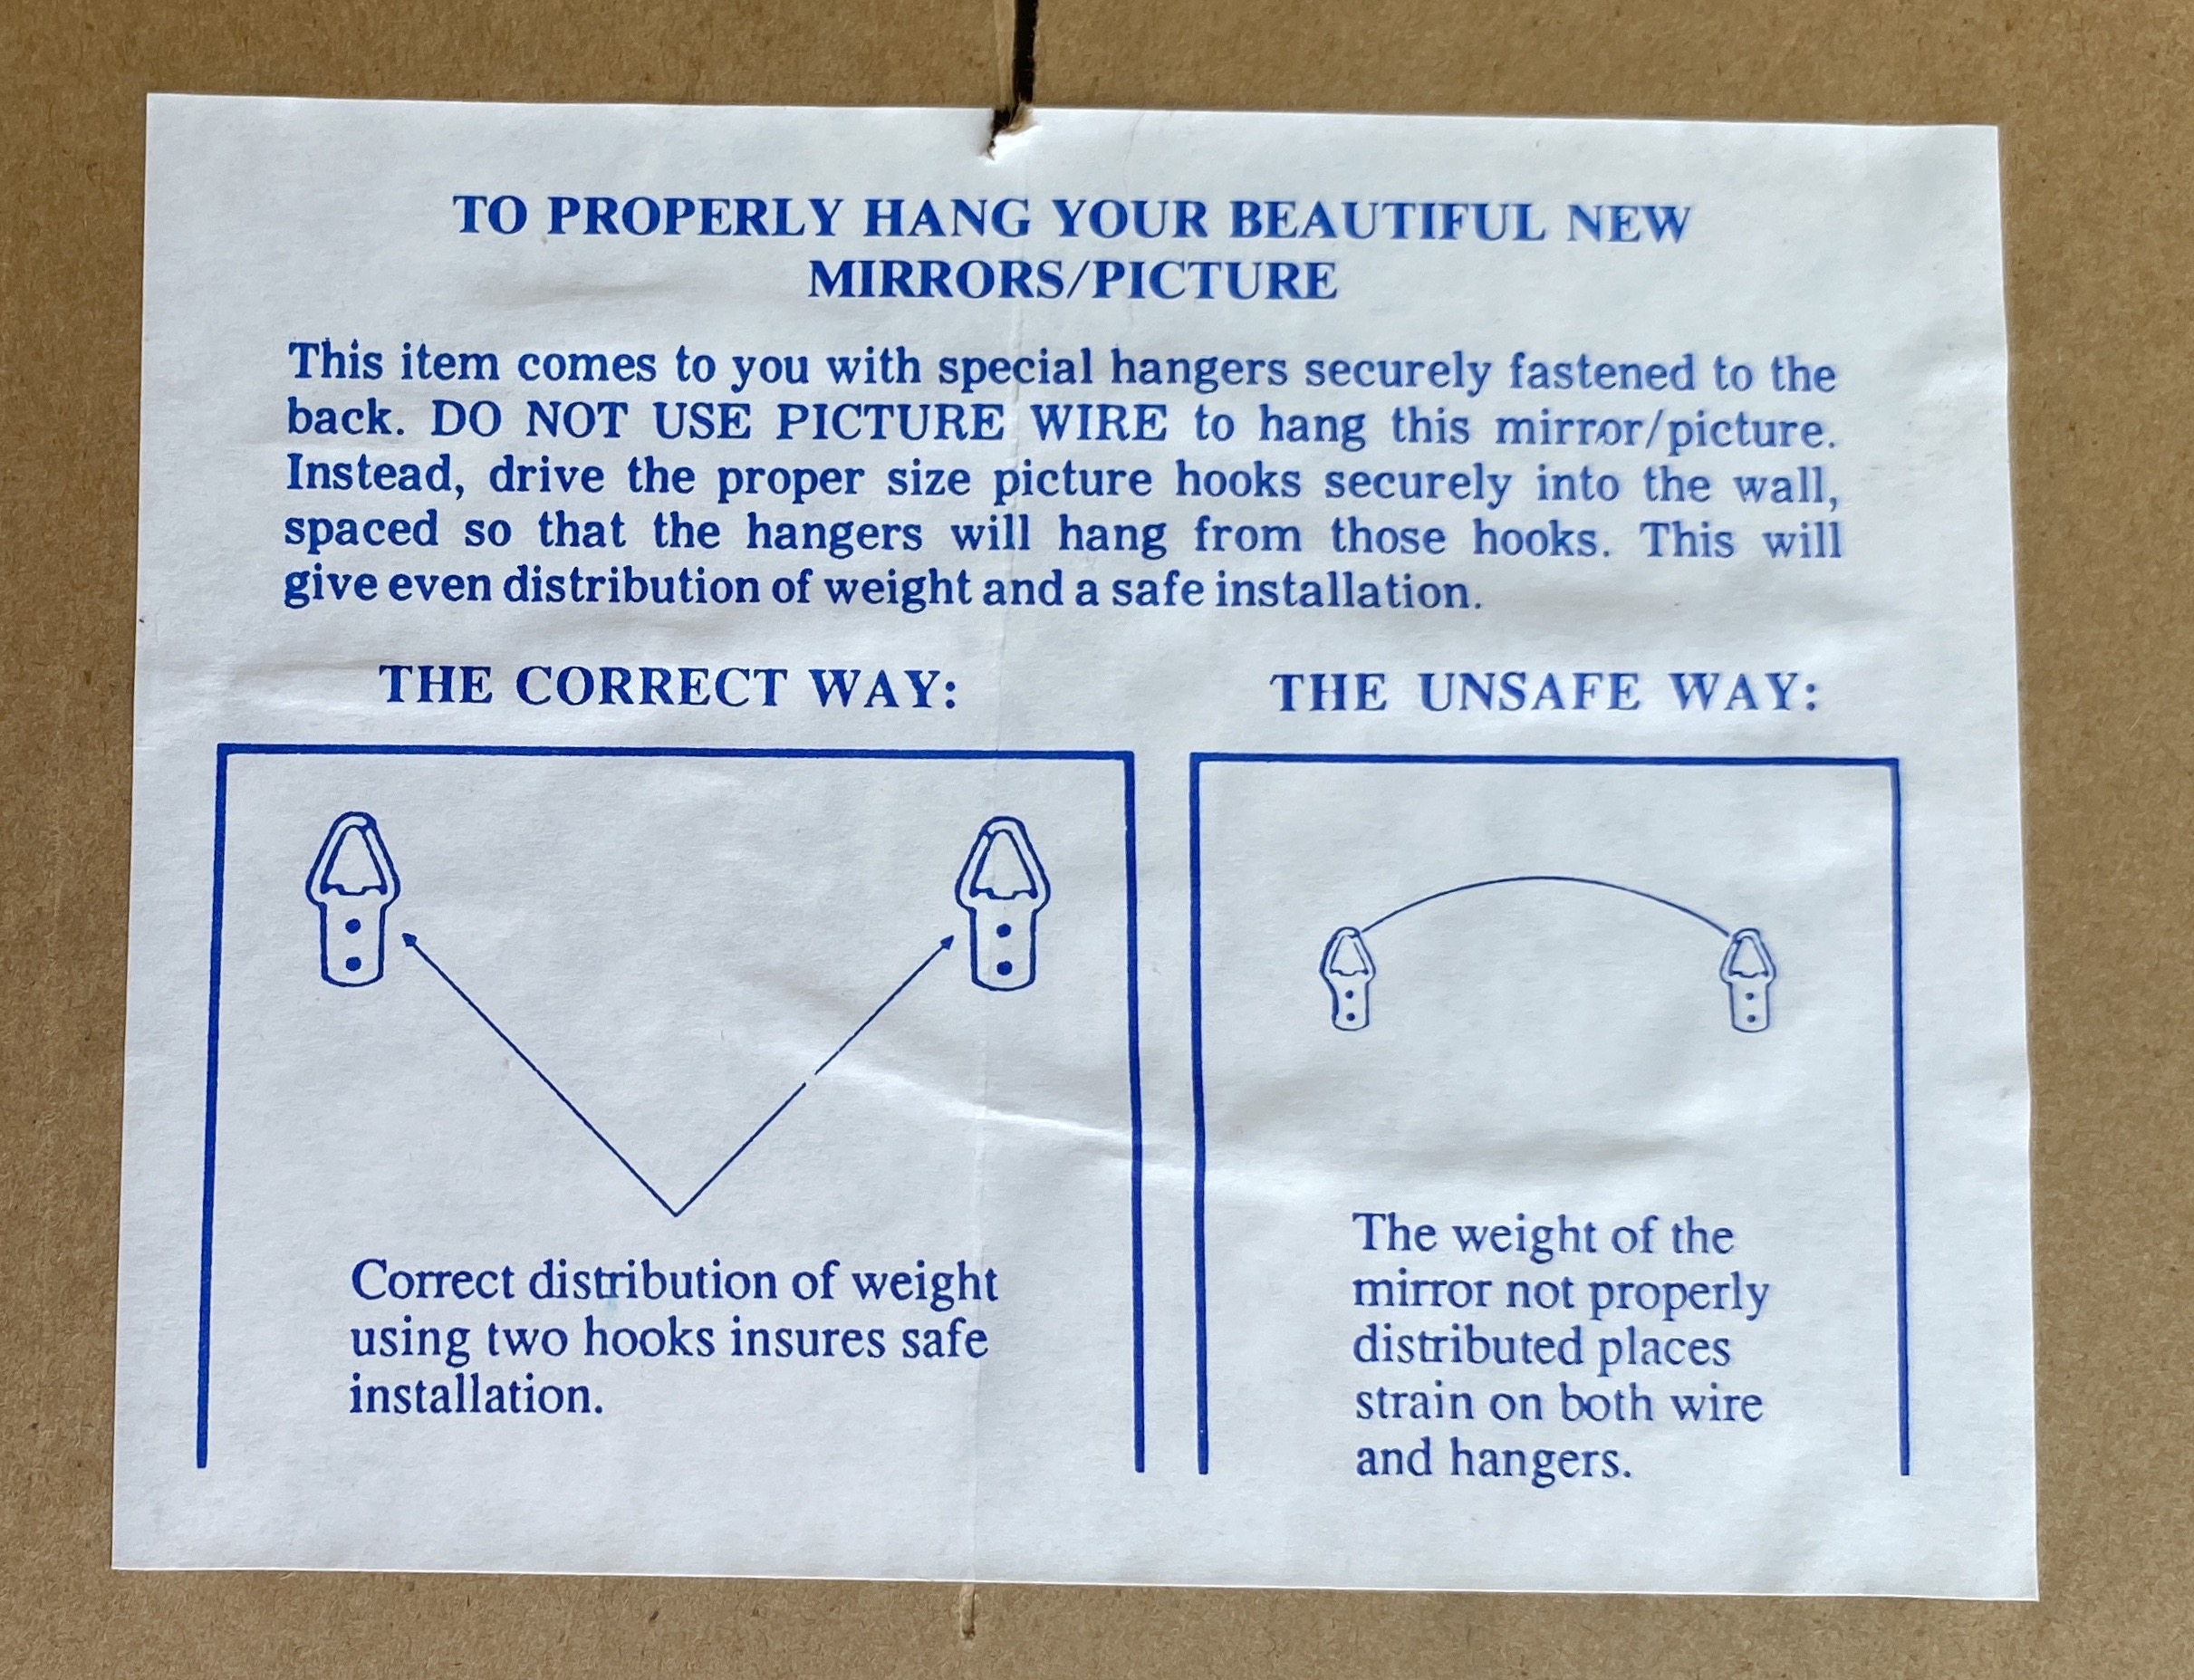 TO PROPERLY HANG YOUR BEAUTIFUL NEW
MIRRORS/PICTURE
This item comes to you with special hangers securely fastened to the
back. DO NOT USE PICTURE WIRE to hang this mirror/picture.
Instead, drive the proper size picture hooks securely into the wall,
spaced so that the hangers will hang from those hooks. This will
give even distribution of weight and a safe installation.
THE CORRECT WAY:
Correct distribution of weight
using two hooks insures safe
installation.
THE UNSAFE WAY:
The weight of the
mirror not properly
distributed places
strain on both wire
and hangers.